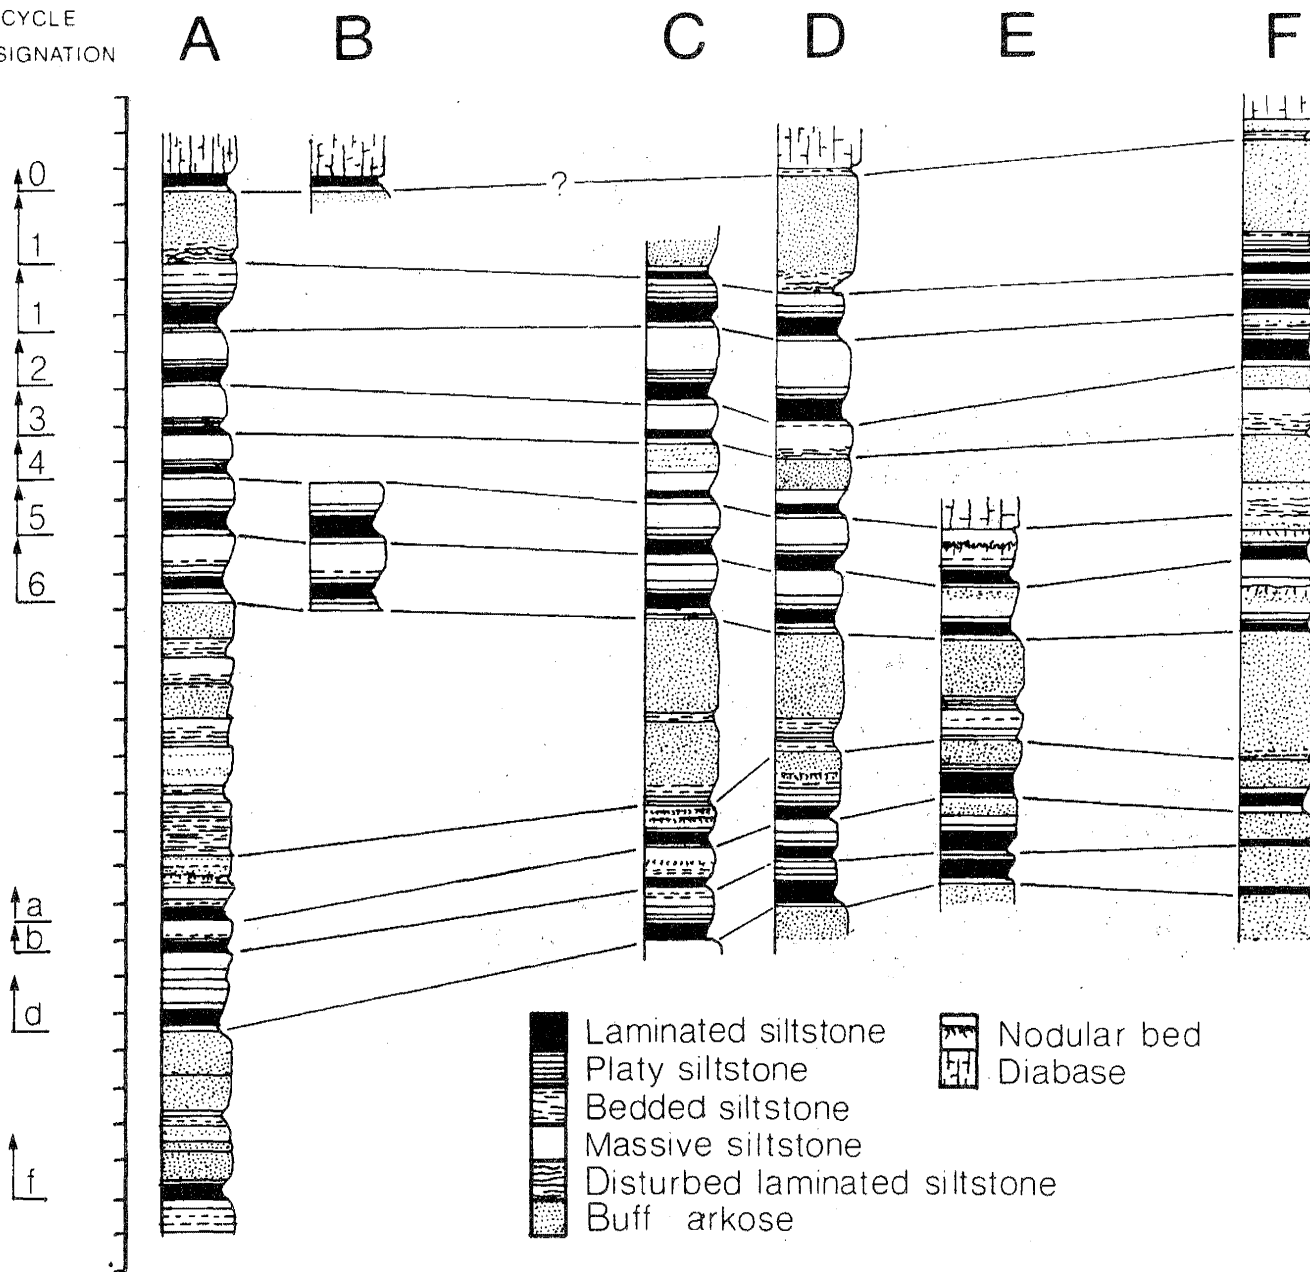 CYCLE
SIGNATION
A B C D E F
0
1
1
2
3
4
5
6
a
b
d
f
?
Laminated siltstone
Platy siltstone
Bedded siltstone
Massive siltstone
Disturbed laminated siltstone
Buff arkose
Nodular bed
Diabase